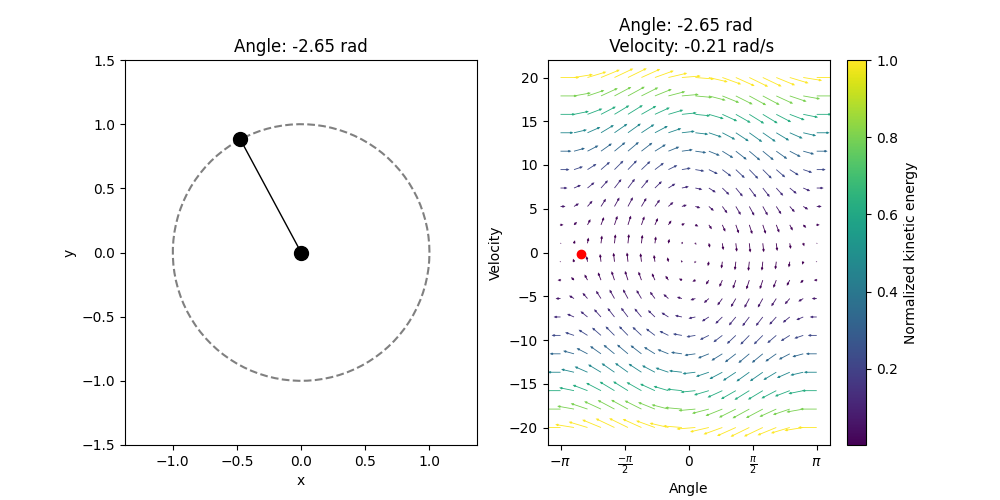 Angle: -2.65 rad
1.5
1.0
0.5
0.0
−0.5
−1.0
−1.5
y
−1.0
−0.5
0.0
0.5
1.0
x
Angle: -2.65 rad
Velocity: -0.21 rad/s
20
15
10
5
0
−5
−10
−15
−20
Velocity
−π
−π/2
0
π/2
π
Angle
1.0
0.8
0.6
0.4
0.2
Normalized kinetic energy